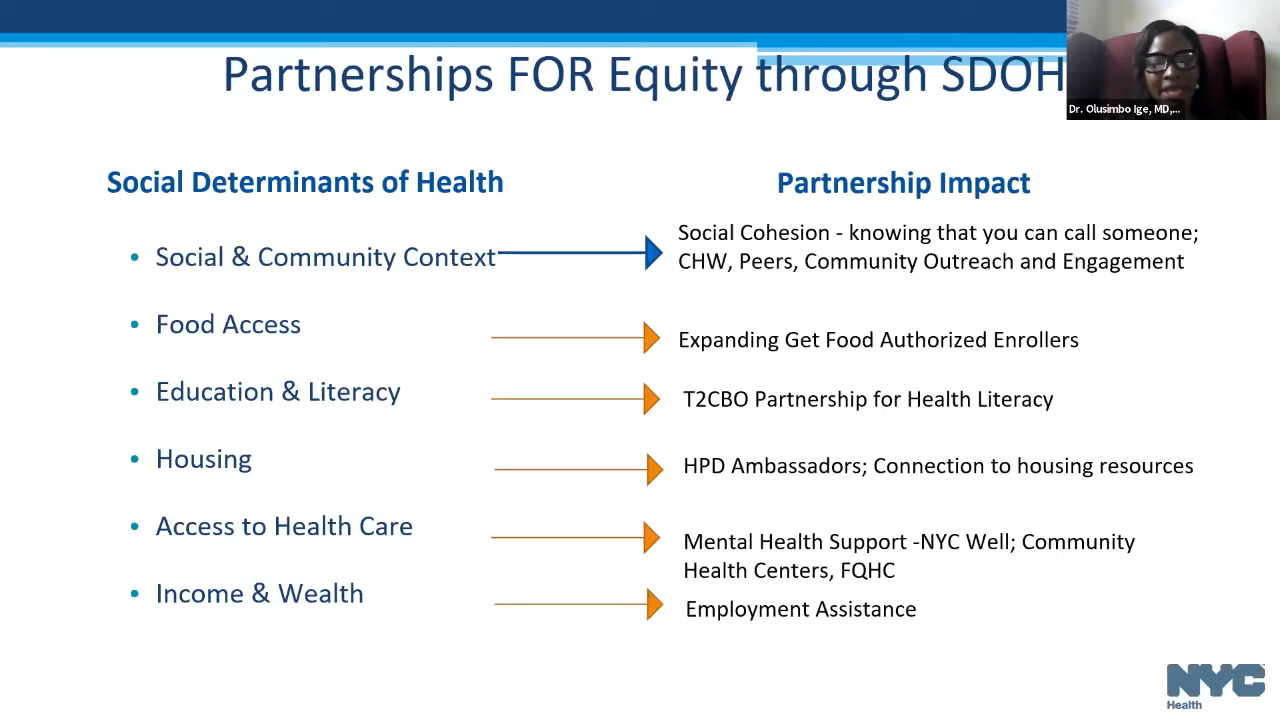 Partnerships FOR Equity through SDOH
Dr. Olusimbo Ige, MD,...
Social Determinants of Health
Partnership Impact
• Social & Community Context
Social Cohesion - knowing that you can call someone;
CHW, Peers, Community Outreach and Engagement
• Food Access
Expanding Get Food Authorized Enrollers
• Education & Literacy
T2CBO Partnership for Health Literacy
• Housing
HPD Ambassadors; Connection to housing resources
• Access to Health Care
Mental Health Support -NYC Well; Community
Health Centers, FQHC
• Income & Wealth
Employment Assistance
NYC
Health